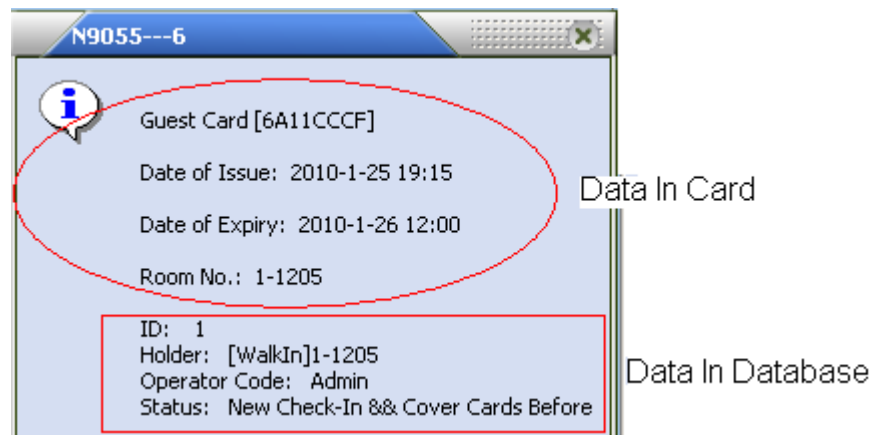 N9055---6
Guest Card [6A11CCCF]
Date of Issue: 2010-1-25 19:15
Data In Card
Date of Expiry: 2010-1-26 12:00
Room No.: 1-1205
ID: 1
Holder: [WalkIn]1-1205
Operator Code: Admin
Data In Database
Status: New Check-In && Cover Cards Before